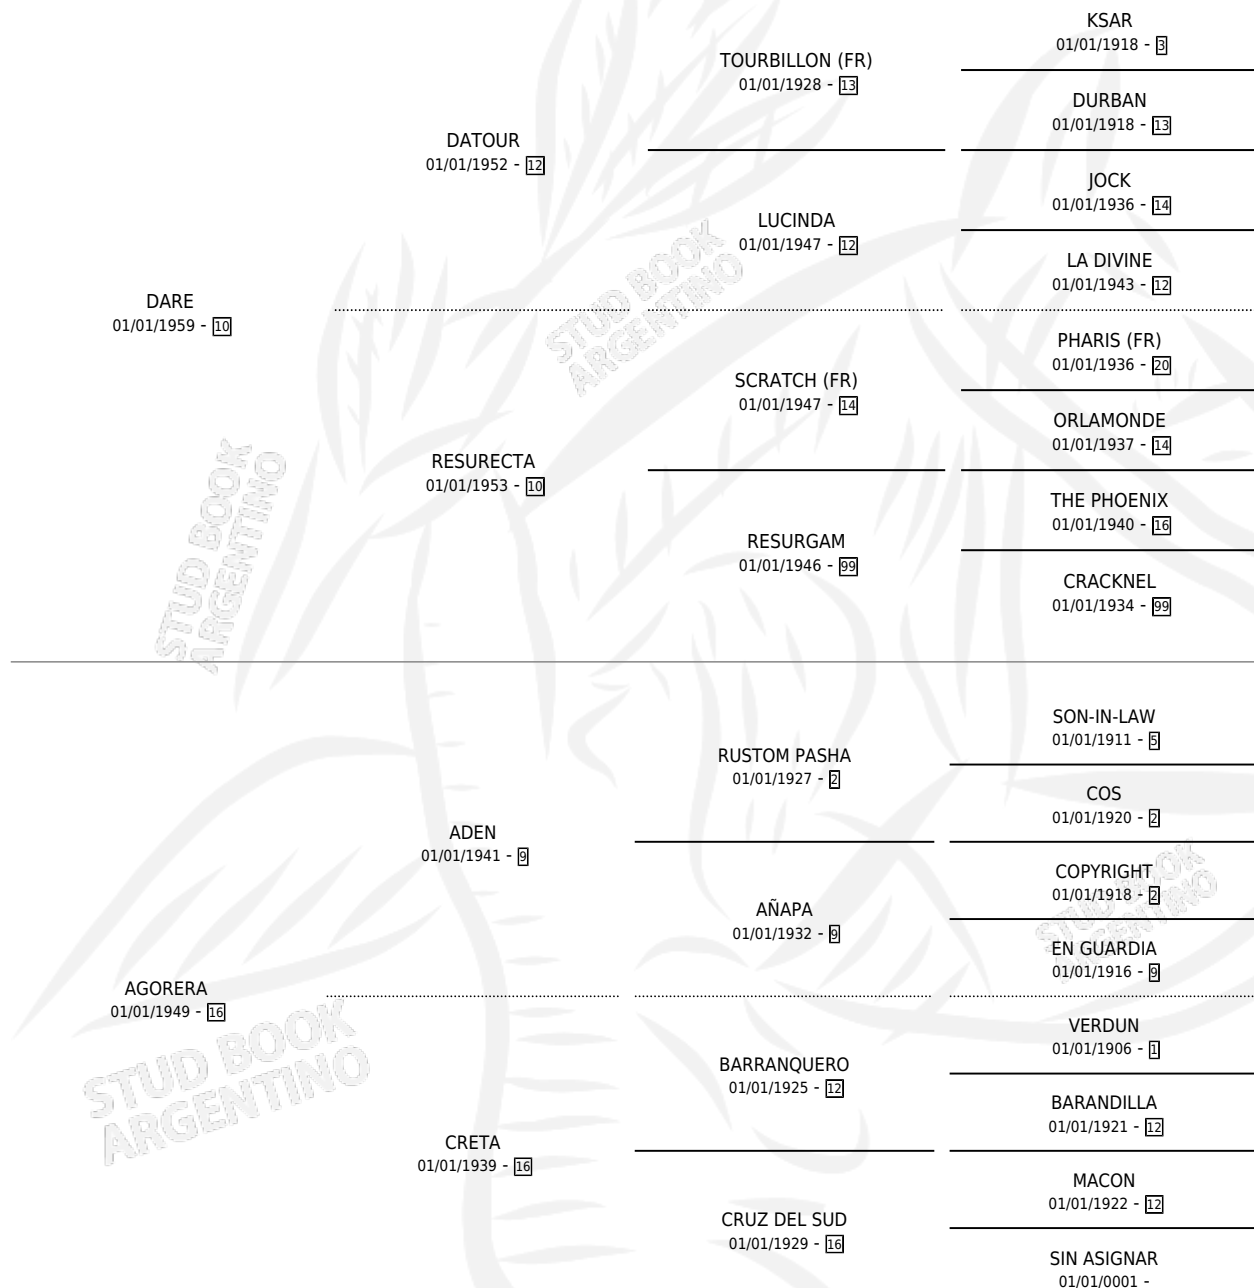 KSAR
01/01/1918 - 3
TOURBILLON (FR)
01/01/1928 - 13
DURBAN
01/01/1918 - 13
DATOUR
01/01/1952 - 12
JOCK
01/01/1936 - 14
LUCINDA
01/01/1947 - 12
LA DIVINE
01/01/1943 - 12
DARE
01/01/1959 - 10
PHARIS (FR)
01/01/1936 - 20
SCRATCH (FR)
01/01/1947 - 14
ORLAMONDE
01/01/1937 - 14
RESURECTA
01/01/1953 - 10
THE PHOENIX
01/01/1940 - 16
RESURGAM
01/01/1946 - 99
CRACKNEL
01/01/1934 - 99
SON-IN-LAW
01/01/1911 - 5
RUSTOM PASHA
01/01/1927 - 2
COS
01/01/1920 - 2
ADEN
01/01/1941 - 9
COPYRIGHT
01/01/1918 - 2
AÑAPA
01/01/1932 - 9
EN GUARDIA
01/01/1916 - 9
AGORERA
01/01/1949 - 16
VERDUN
01/01/1906 - 1
BARRANQUERO
01/01/1925 - 12
BARANDILLA
01/01/1921 - 12
CRETA
01/01/1939 - 16
MACON
01/01/1922 - 12
CRUZ DEL SUD
01/01/1929 - 16
SIN ASIGNAR
01/01/0001 -
STUD BOOK
ARGENTINO
STUD BOOK
ARGENTINO
STUD BOOK
ARGENTINO
STUD BOOK
ARGENTINO